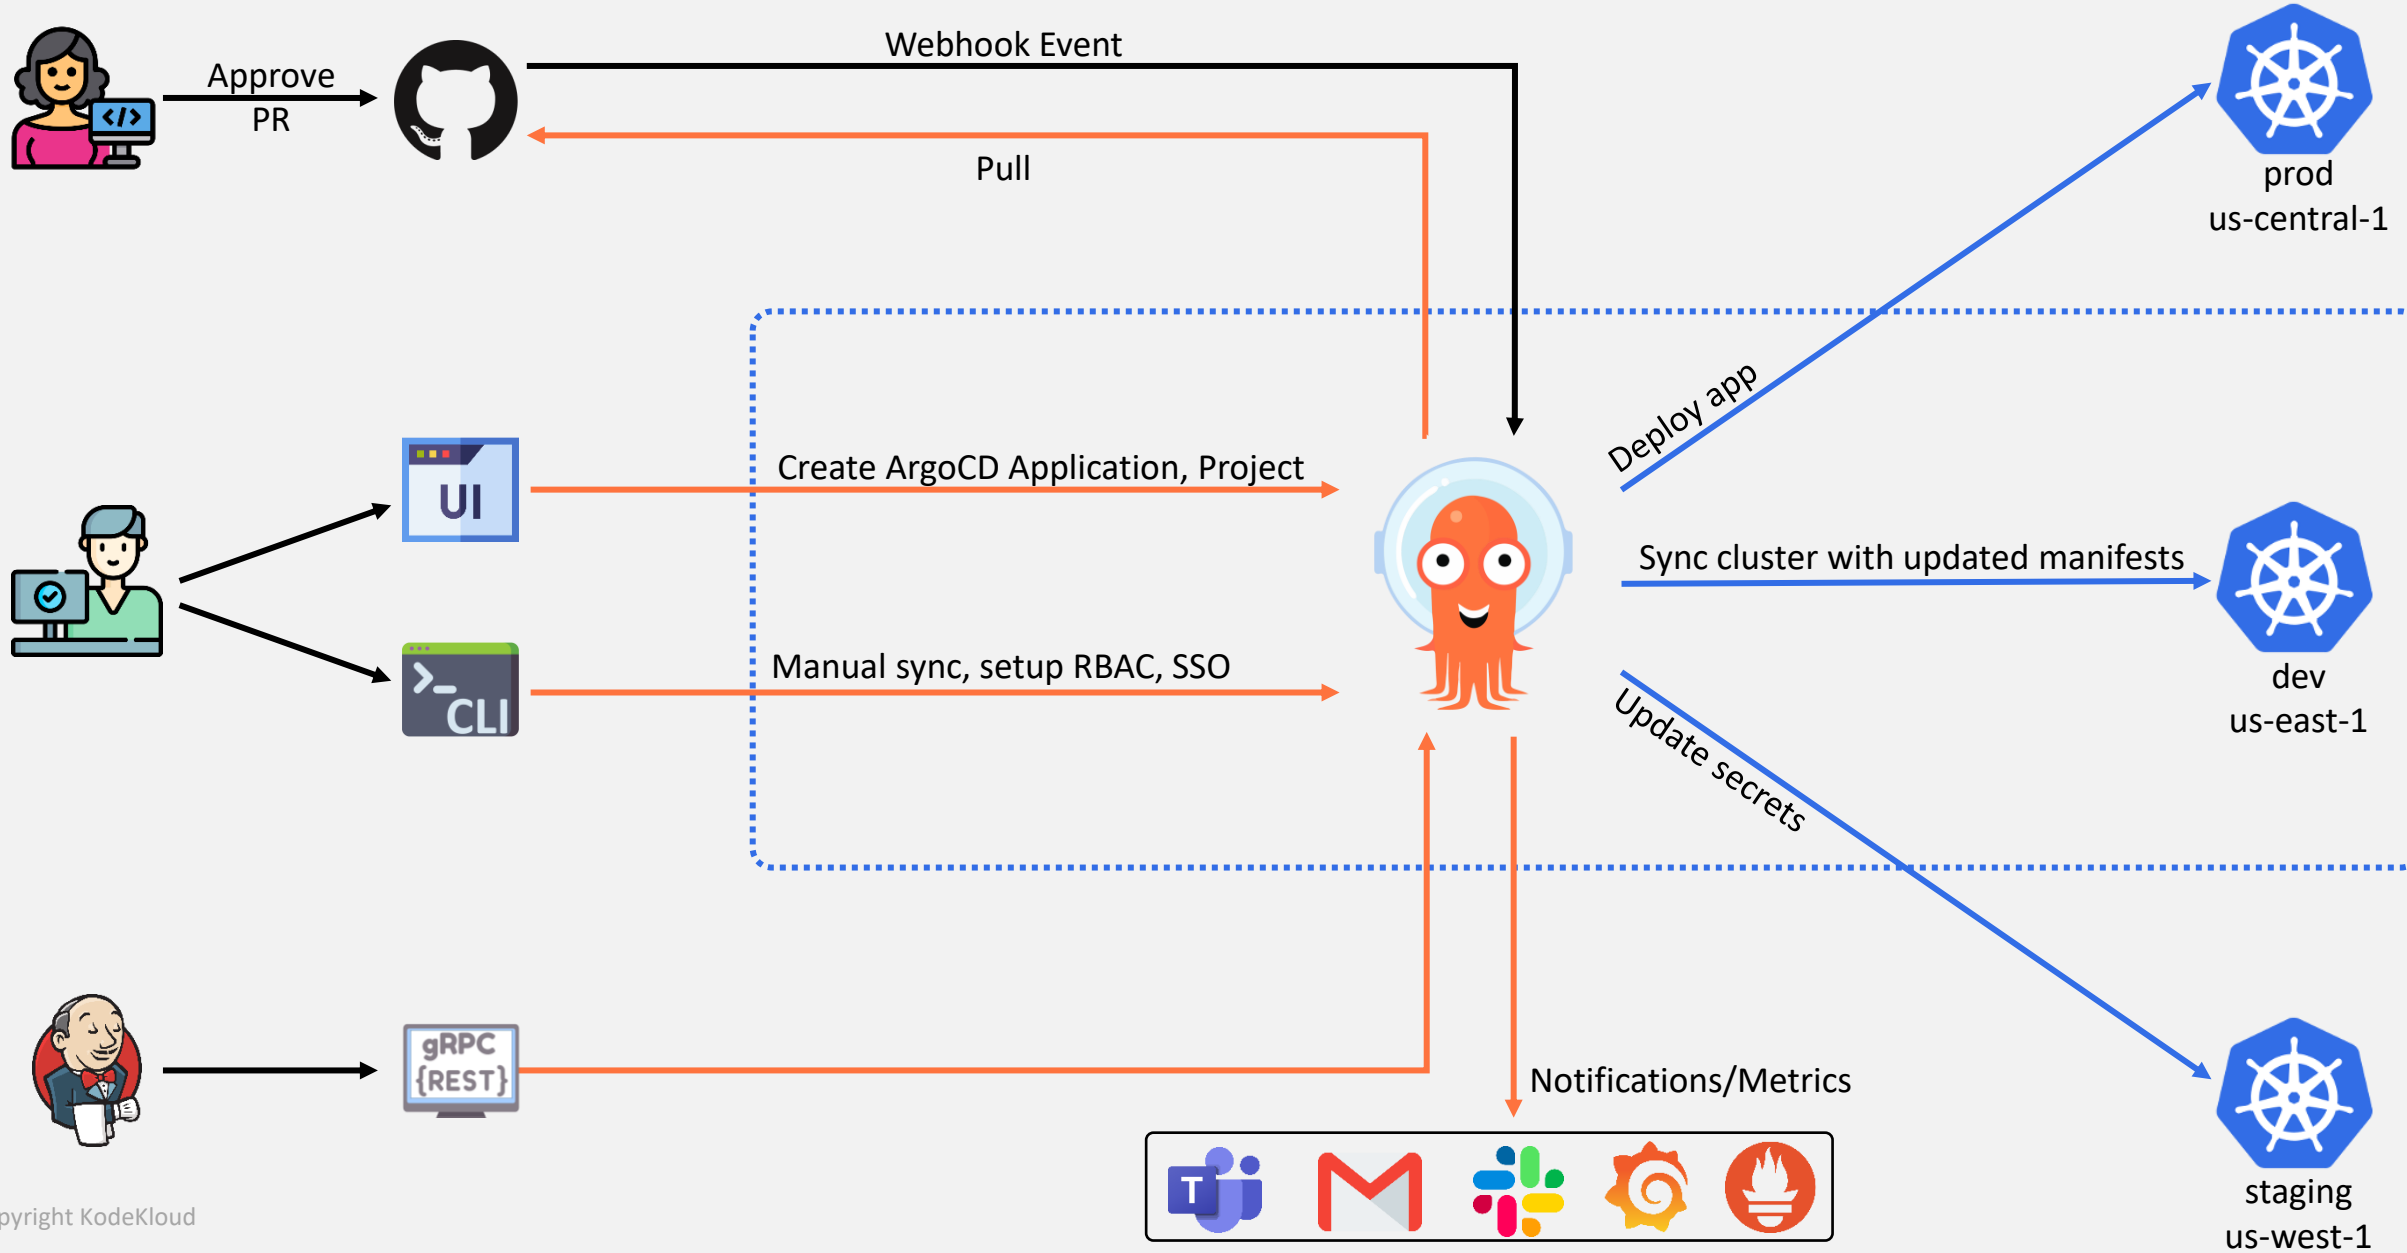 Webhook Event
Approve
PR
</>
Pull
prod
us-central-1
Deploy app
Create ArgoCD Application, Project
UI
Sync cluster with updated manifests
Manual sync, setup RBAC, SSO
>_
CLI
dev
us-east-1
Update secrets
gRPC
{REST}
Notifications/Metrics
T
staging
us-west-1
pyright KodeKloud